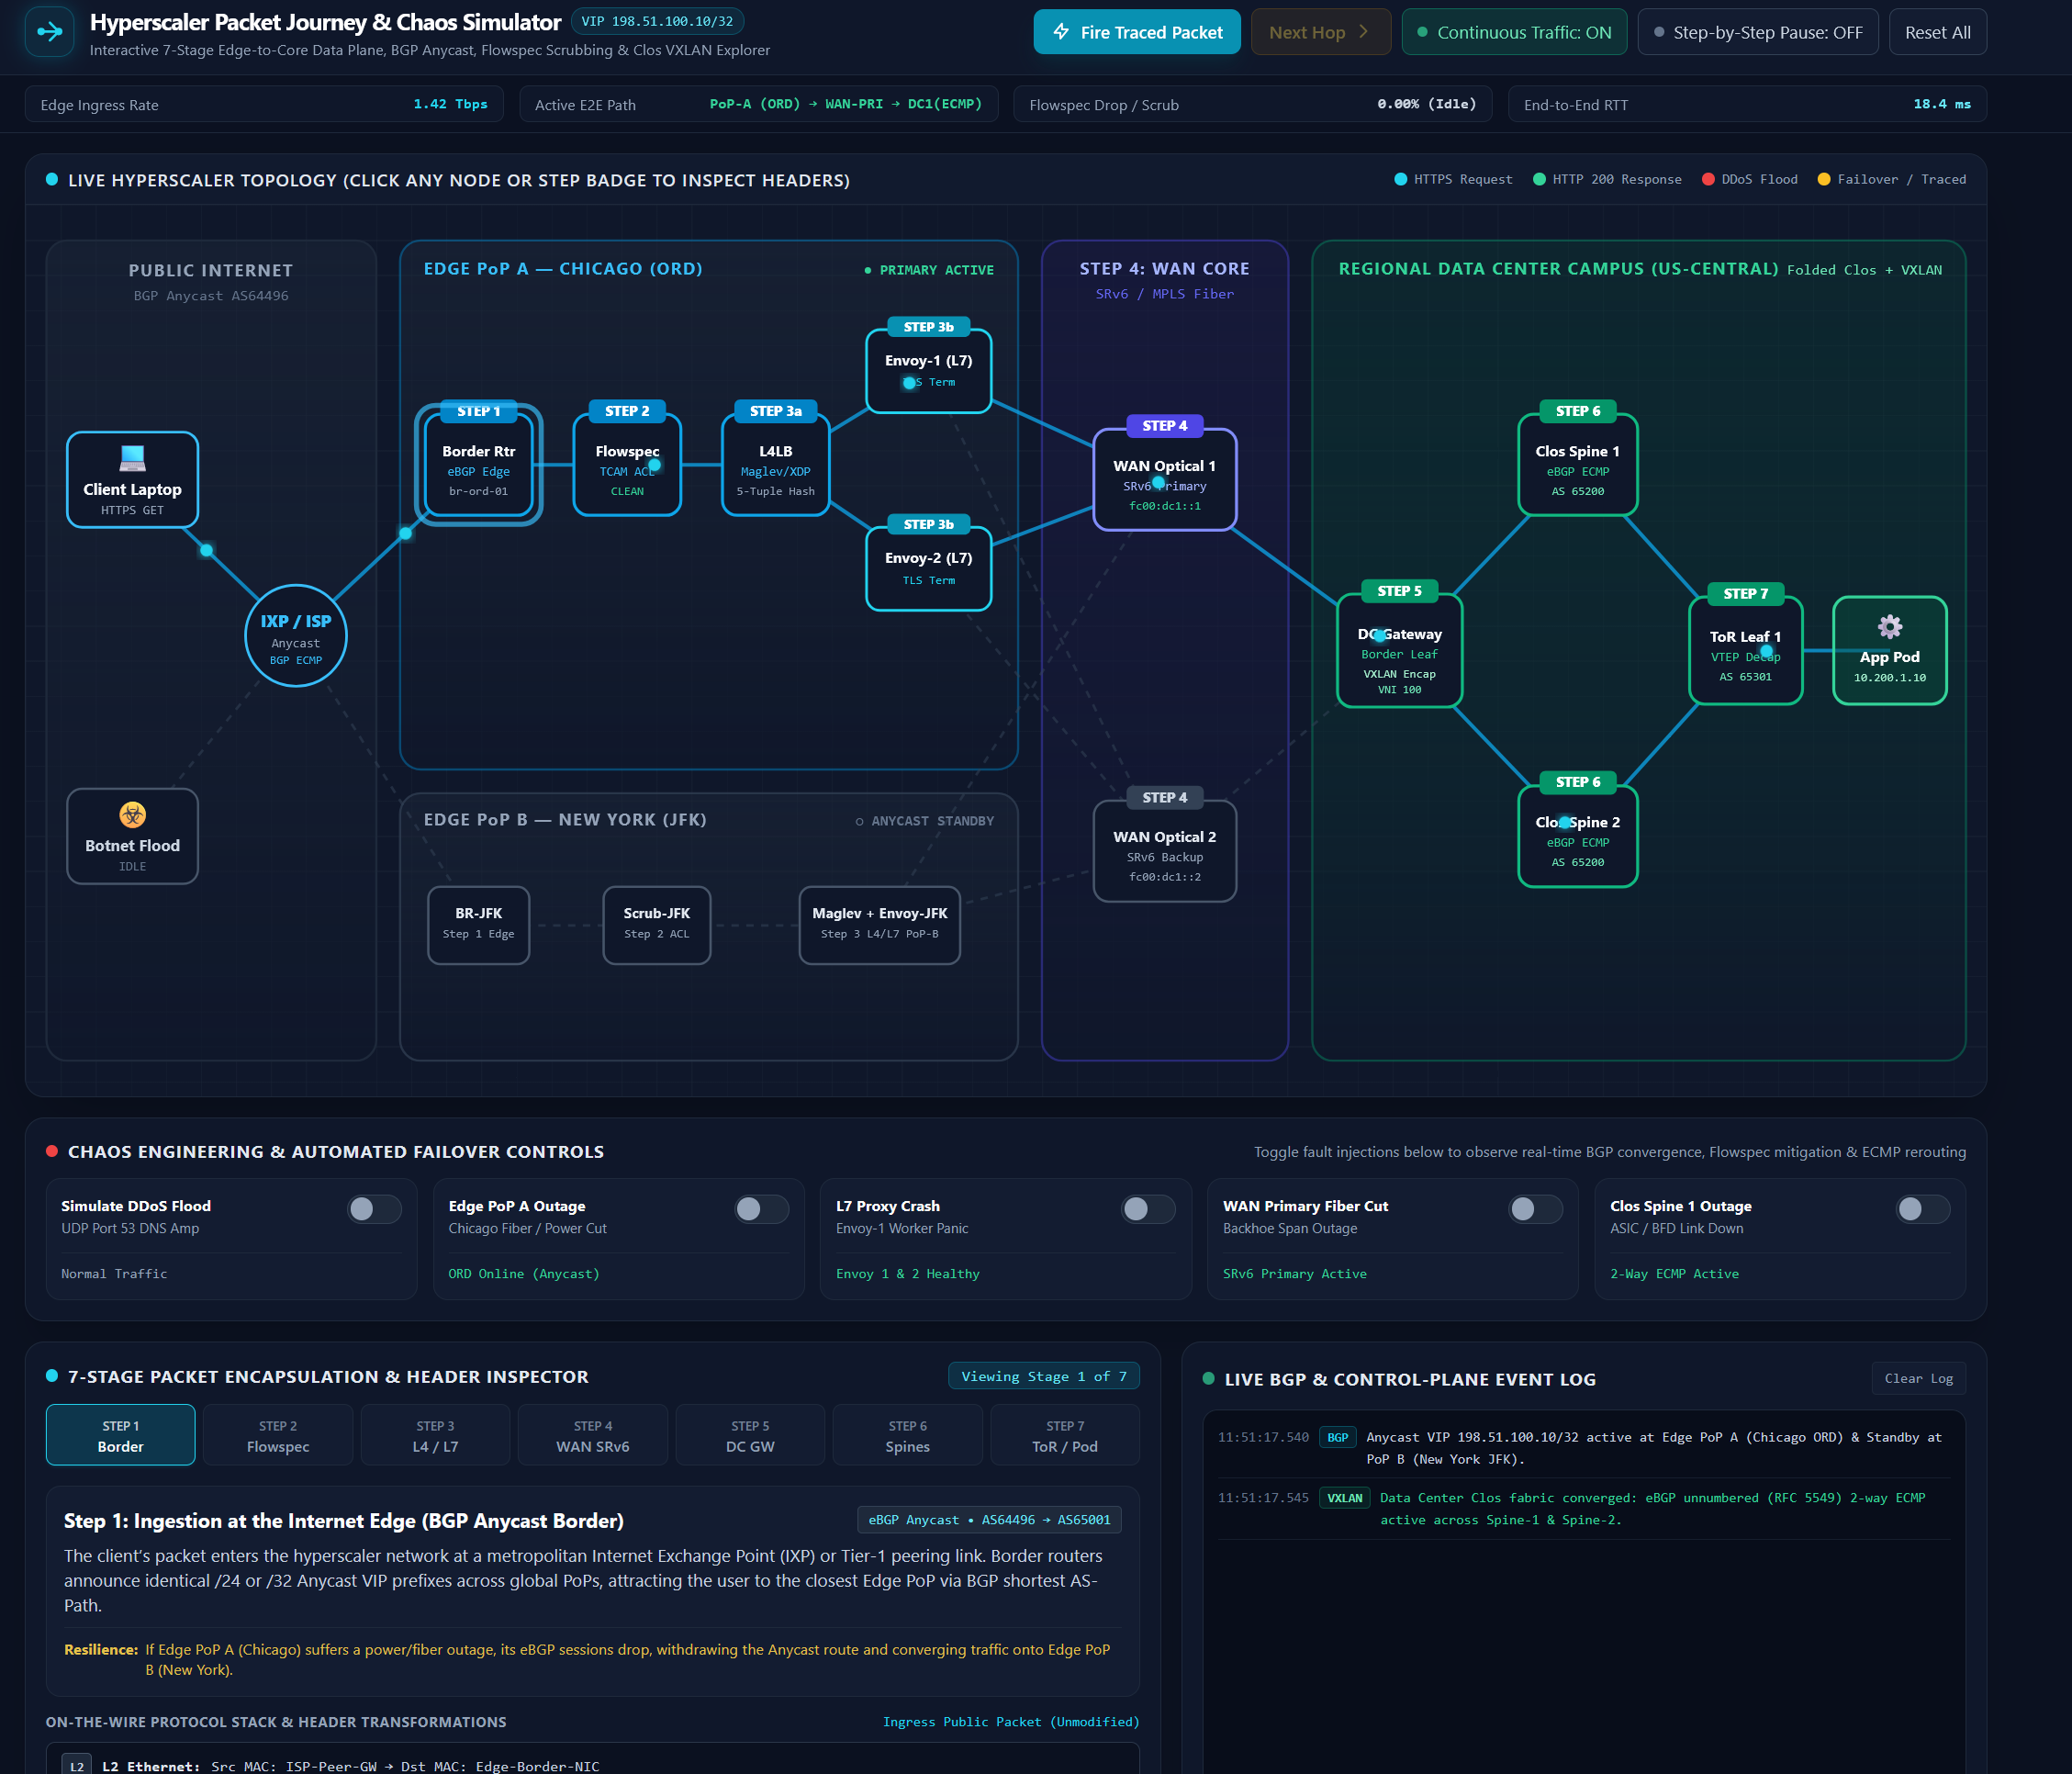 Hyperscaler Packet Journey & Chaos Simulator VIP 198.51.100.10/32
Interactive 7-Stage Edge-to-Core Data Plane, BGP Anycast, Flowspec Scrubbing & Clos VXLAN Explorer
Fire Traced Packet
Next Hop
Continuous Traffic: ON
Step-by-Step Pause: OFF
Reset All
Edge Ingress Rate 1.42 Tbps
Active E2E Path PoP-A (ORD) → WAN-PRI → DC1(ECMP)
Flowspec Drop / Scrub 0.00% (Idle)
End-to-End RTT 18.4 ms
LIVE HYPERSCALER TOPOLOGY (CLICK ANY NODE OR STEP BADGE TO INSPECT HEADERS)
HTTPS Request
HTTP 200 Response
DDoS Flood
Failover / Traced
PUBLIC INTERNET
BGP Anycast AS64496
Client Laptop
HTTPS GET
IXP / ISP
Anycast
BGP ECMP
Botnet Flood
IDLE
EDGE PoP A — CHICAGO (ORD)
● PRIMARY ACTIVE
STEP 1
Border Rtr
eBGP Edge
br-ord-01
STEP 2
Flowspec
TCAM ACL
CLEAN
STEP 3a
L4LB
Maglev/XDP
5-Tuple Hash
STEP 3b
Envoy-1 (L7)
Term
STEP 3b
Envoy-2 (L7)
TLS Term
EDGE PoP B — NEW YORK (JFK)
○ ANYCAST STANDBY
BR-JFK
Step 1 Edge
Scrub-JFK
Step 2 ACL
Maglev + Envoy-JFK
Step 3 L4/L7 PoP-B
STEP 4: WAN CORE
SRv6 / MPLS Fiber
STEP 4
WAN Optical 1
SRv6 Primary
fc00:dc1::1
STEP 4
WAN Optical 2
SRv6 Backup
fc00:dc1::2
REGIONAL DATA CENTER CAMPUS (US-CENTRAL) Folded Clos + VXLAN
STEP 5
DC Gateway
Border Leaf
VXLAN Encap
VNI 100
STEP 6
Clos Spine 1
eBGP ECMP
AS 65200
STEP 6
Clos Spine 2
eBGP ECMP
AS 65200
STEP 7
ToR Leaf 1
VTEP Decap
AS 65301
App Pod
10.200.1.10
CHAOS ENGINEERING & AUTOMATED FAILOVER CONTROLS
Toggle fault injections below to observe real-time BGP convergence, Flowspec mitigation & ECMP rerouting
Simulate DDoS Flood
UDP Port 53 DNS Amp
Normal Traffic
Edge PoP A Outage
Chicago Fiber / Power Cut
ORD Online (Anycast)
L7 Proxy Crash
Envoy-1 Worker Panic
Envoy 1 & 2 Healthy
WAN Primary Fiber Cut
Backhoe Span Outage
SRv6 Primary Active
Clos Spine 1 Outage
ASIC / BFD Link Down
2-Way ECMP Active
7-STAGE PACKET ENCAPSULATION & HEADER INSPECTOR
Viewing Stage 1 of 7
STEP 1
Border
STEP 2
Flowspec
STEP 3
L4 / L7
STEP 4
WAN SRv6
STEP 5
DC GW
STEP 6
Spines
STEP 7
ToR / Pod
Step 1: Ingestion at the Internet Edge (BGP Anycast Border)
eBGP Anycast • AS64496 → AS65001
The client's packet enters the hyperscaler network at a metropolitan Internet Exchange Point (IXP) or Tier-1 peering link. Border routers
announce identical /24 or /32 Anycast VIP prefixes across global PoPs, attracting the user to the closest Edge PoP via BGP shortest AS-
Path.
Resilience: If Edge PoP A (Chicago) suffers a power/fiber outage, its eBGP sessions drop, withdrawing the Anycast route and converging traffic onto Edge PoP
B (New York).
ON-THE-WIRE PROTOCOL STACK & HEADER TRANSFORMATIONS
Ingress Public Packet (Unmodified)
L2 L2 Ethernet: Src MAC: ISP-Peer-GW → Dst MAC: Edge-Border-NIC
LIVE BGP & CONTROL-PLANE EVENT LOG
Clear Log
11:51:17.540 BGP Anycast VIP 198.51.100.10/32 active at Edge PoP A (Chicago ORD) & Standby at
PoP B (New York JFK).
11:51:17.545 VXLAN Data Center Clos fabric converged: eBGP unnumbered (RFC 5549) 2-way ECMP
active across Spine-1 & Spine-2.